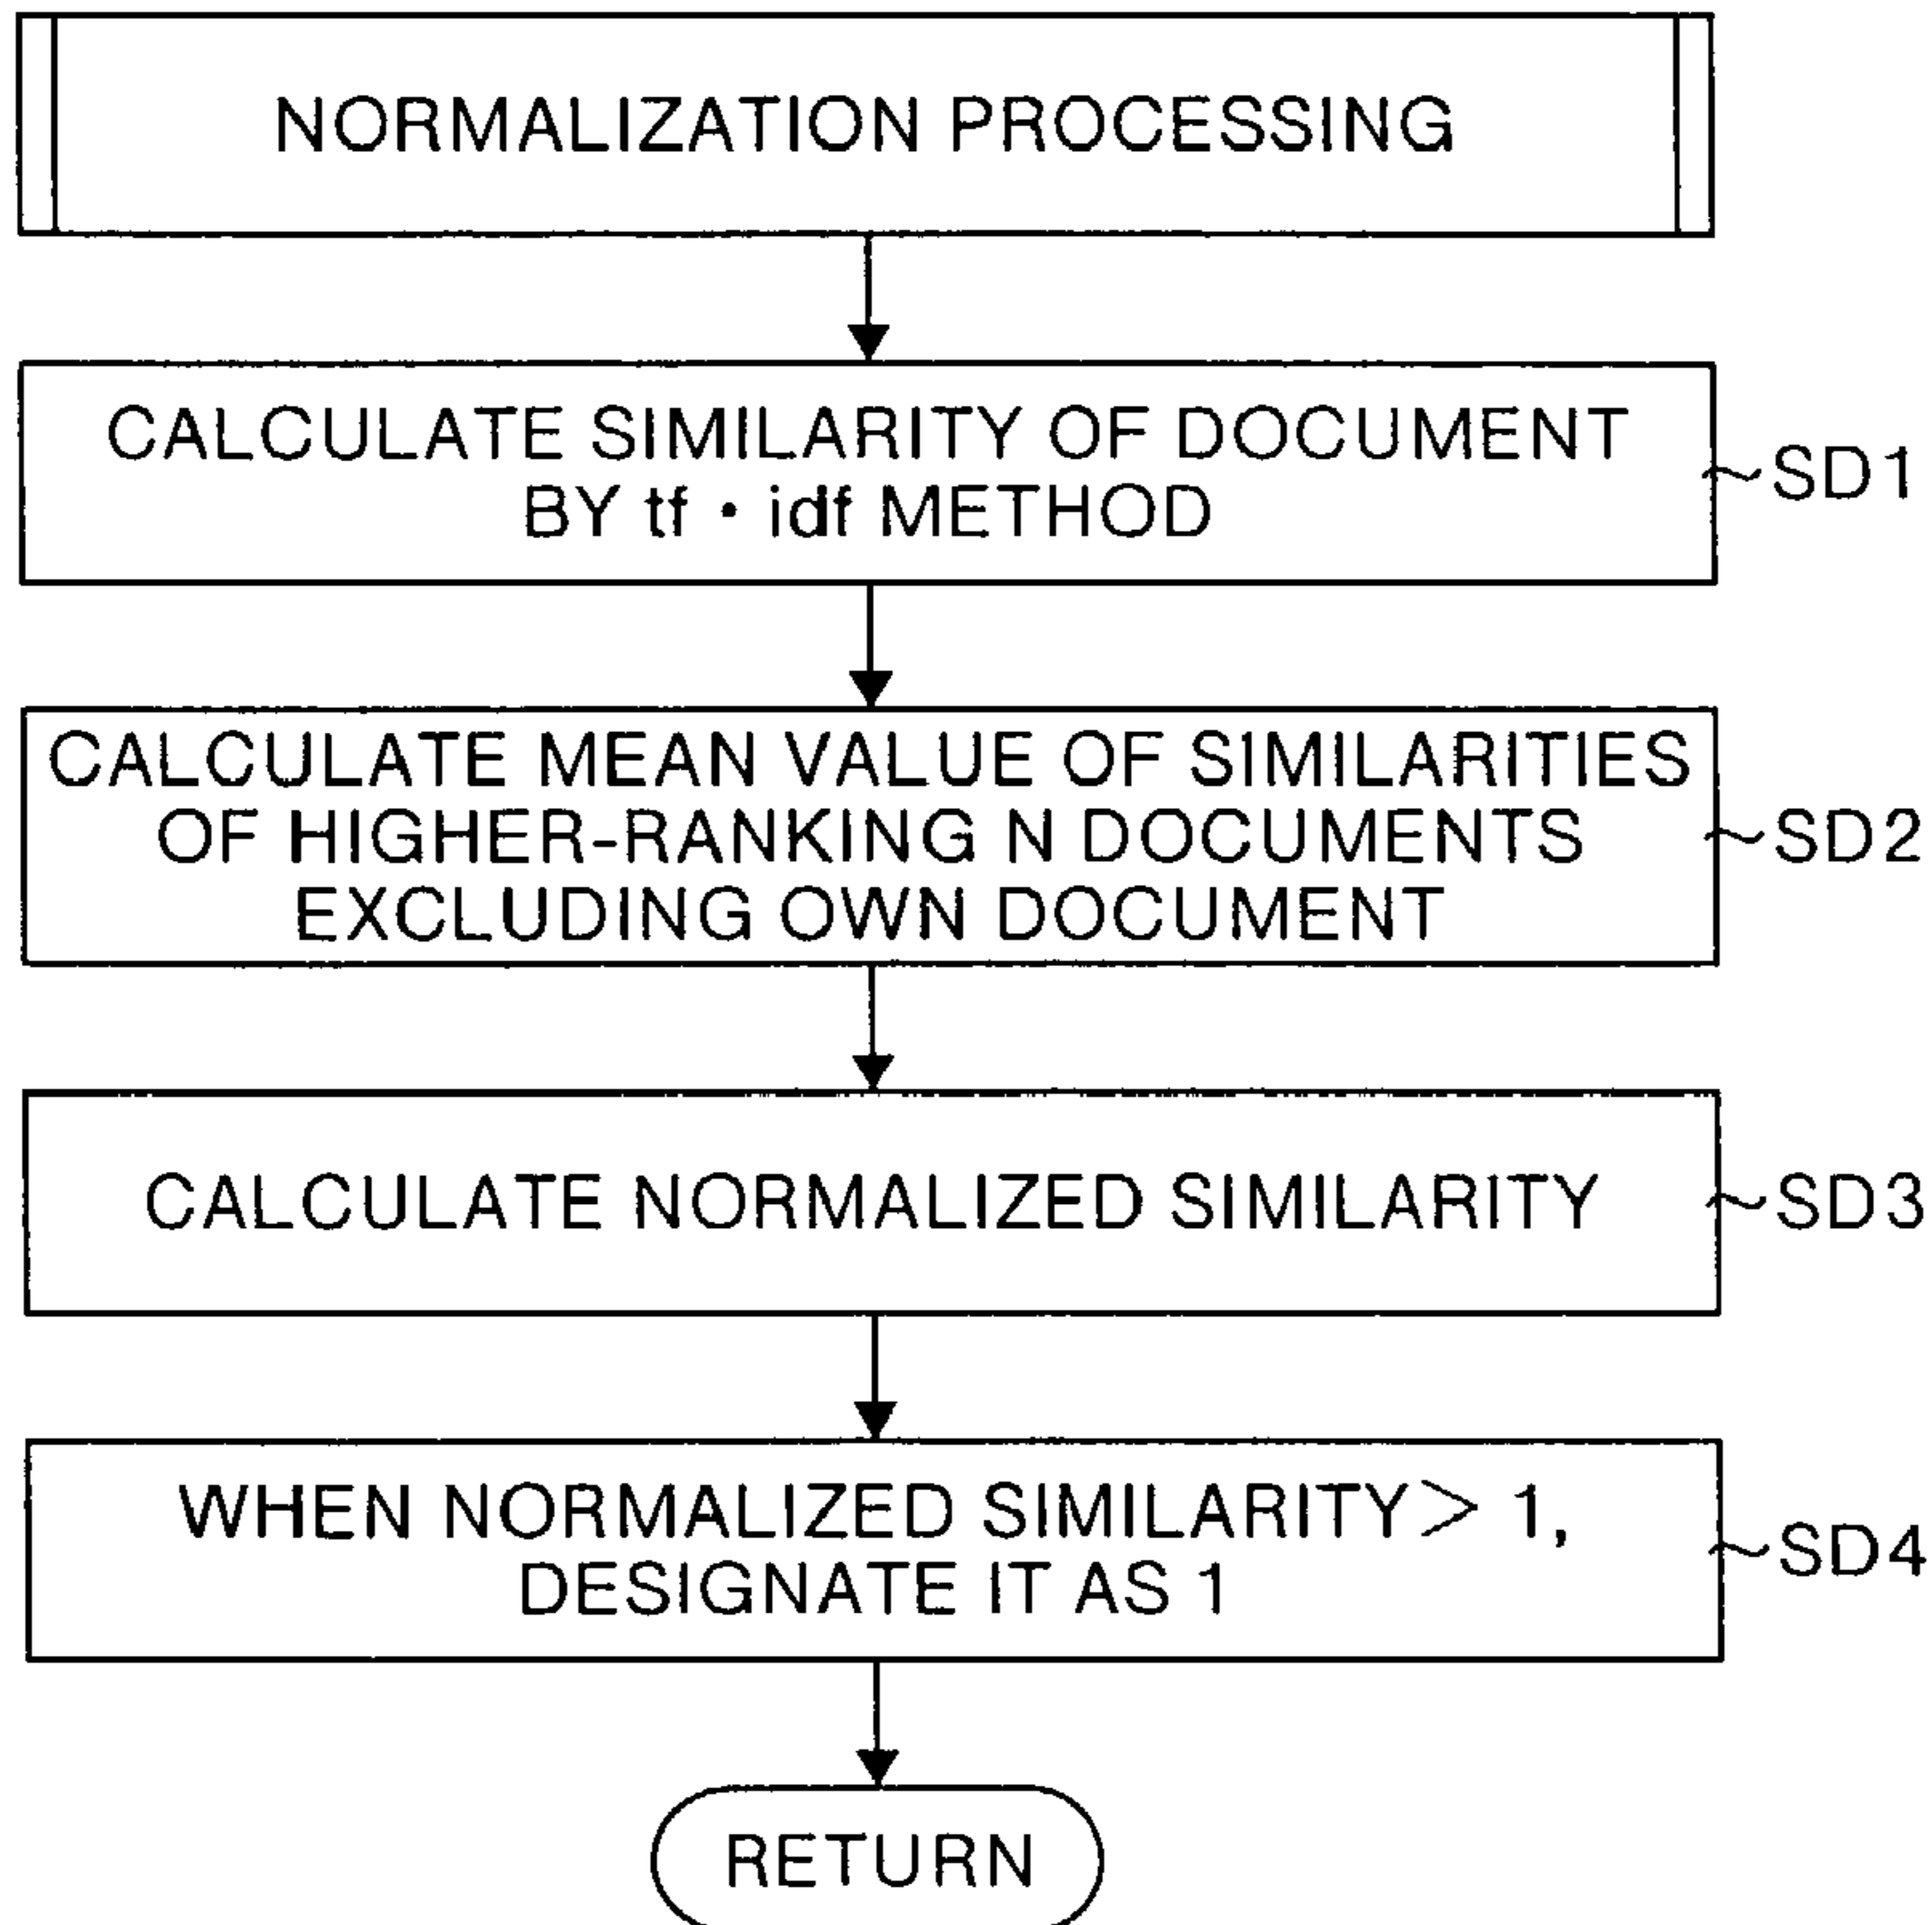 NORMALIZATION PROCESSING
CALCULATE SIMILARITY OF DOCUMENT
BY tf・idf METHOD
SD1
CALCULATE MEAN VALUE OF SIMILARITIES
OF HIGHER-RANKING N DOCUMENTS
EXCLUDING OWN DOCUMENT
SD2
CALCULATE NORMALIZED SIMILARITY
SD3
WHEN NORMALIZED SIMILARITY > 1,
DESIGNATE IT AS 1
SD4
RETURN